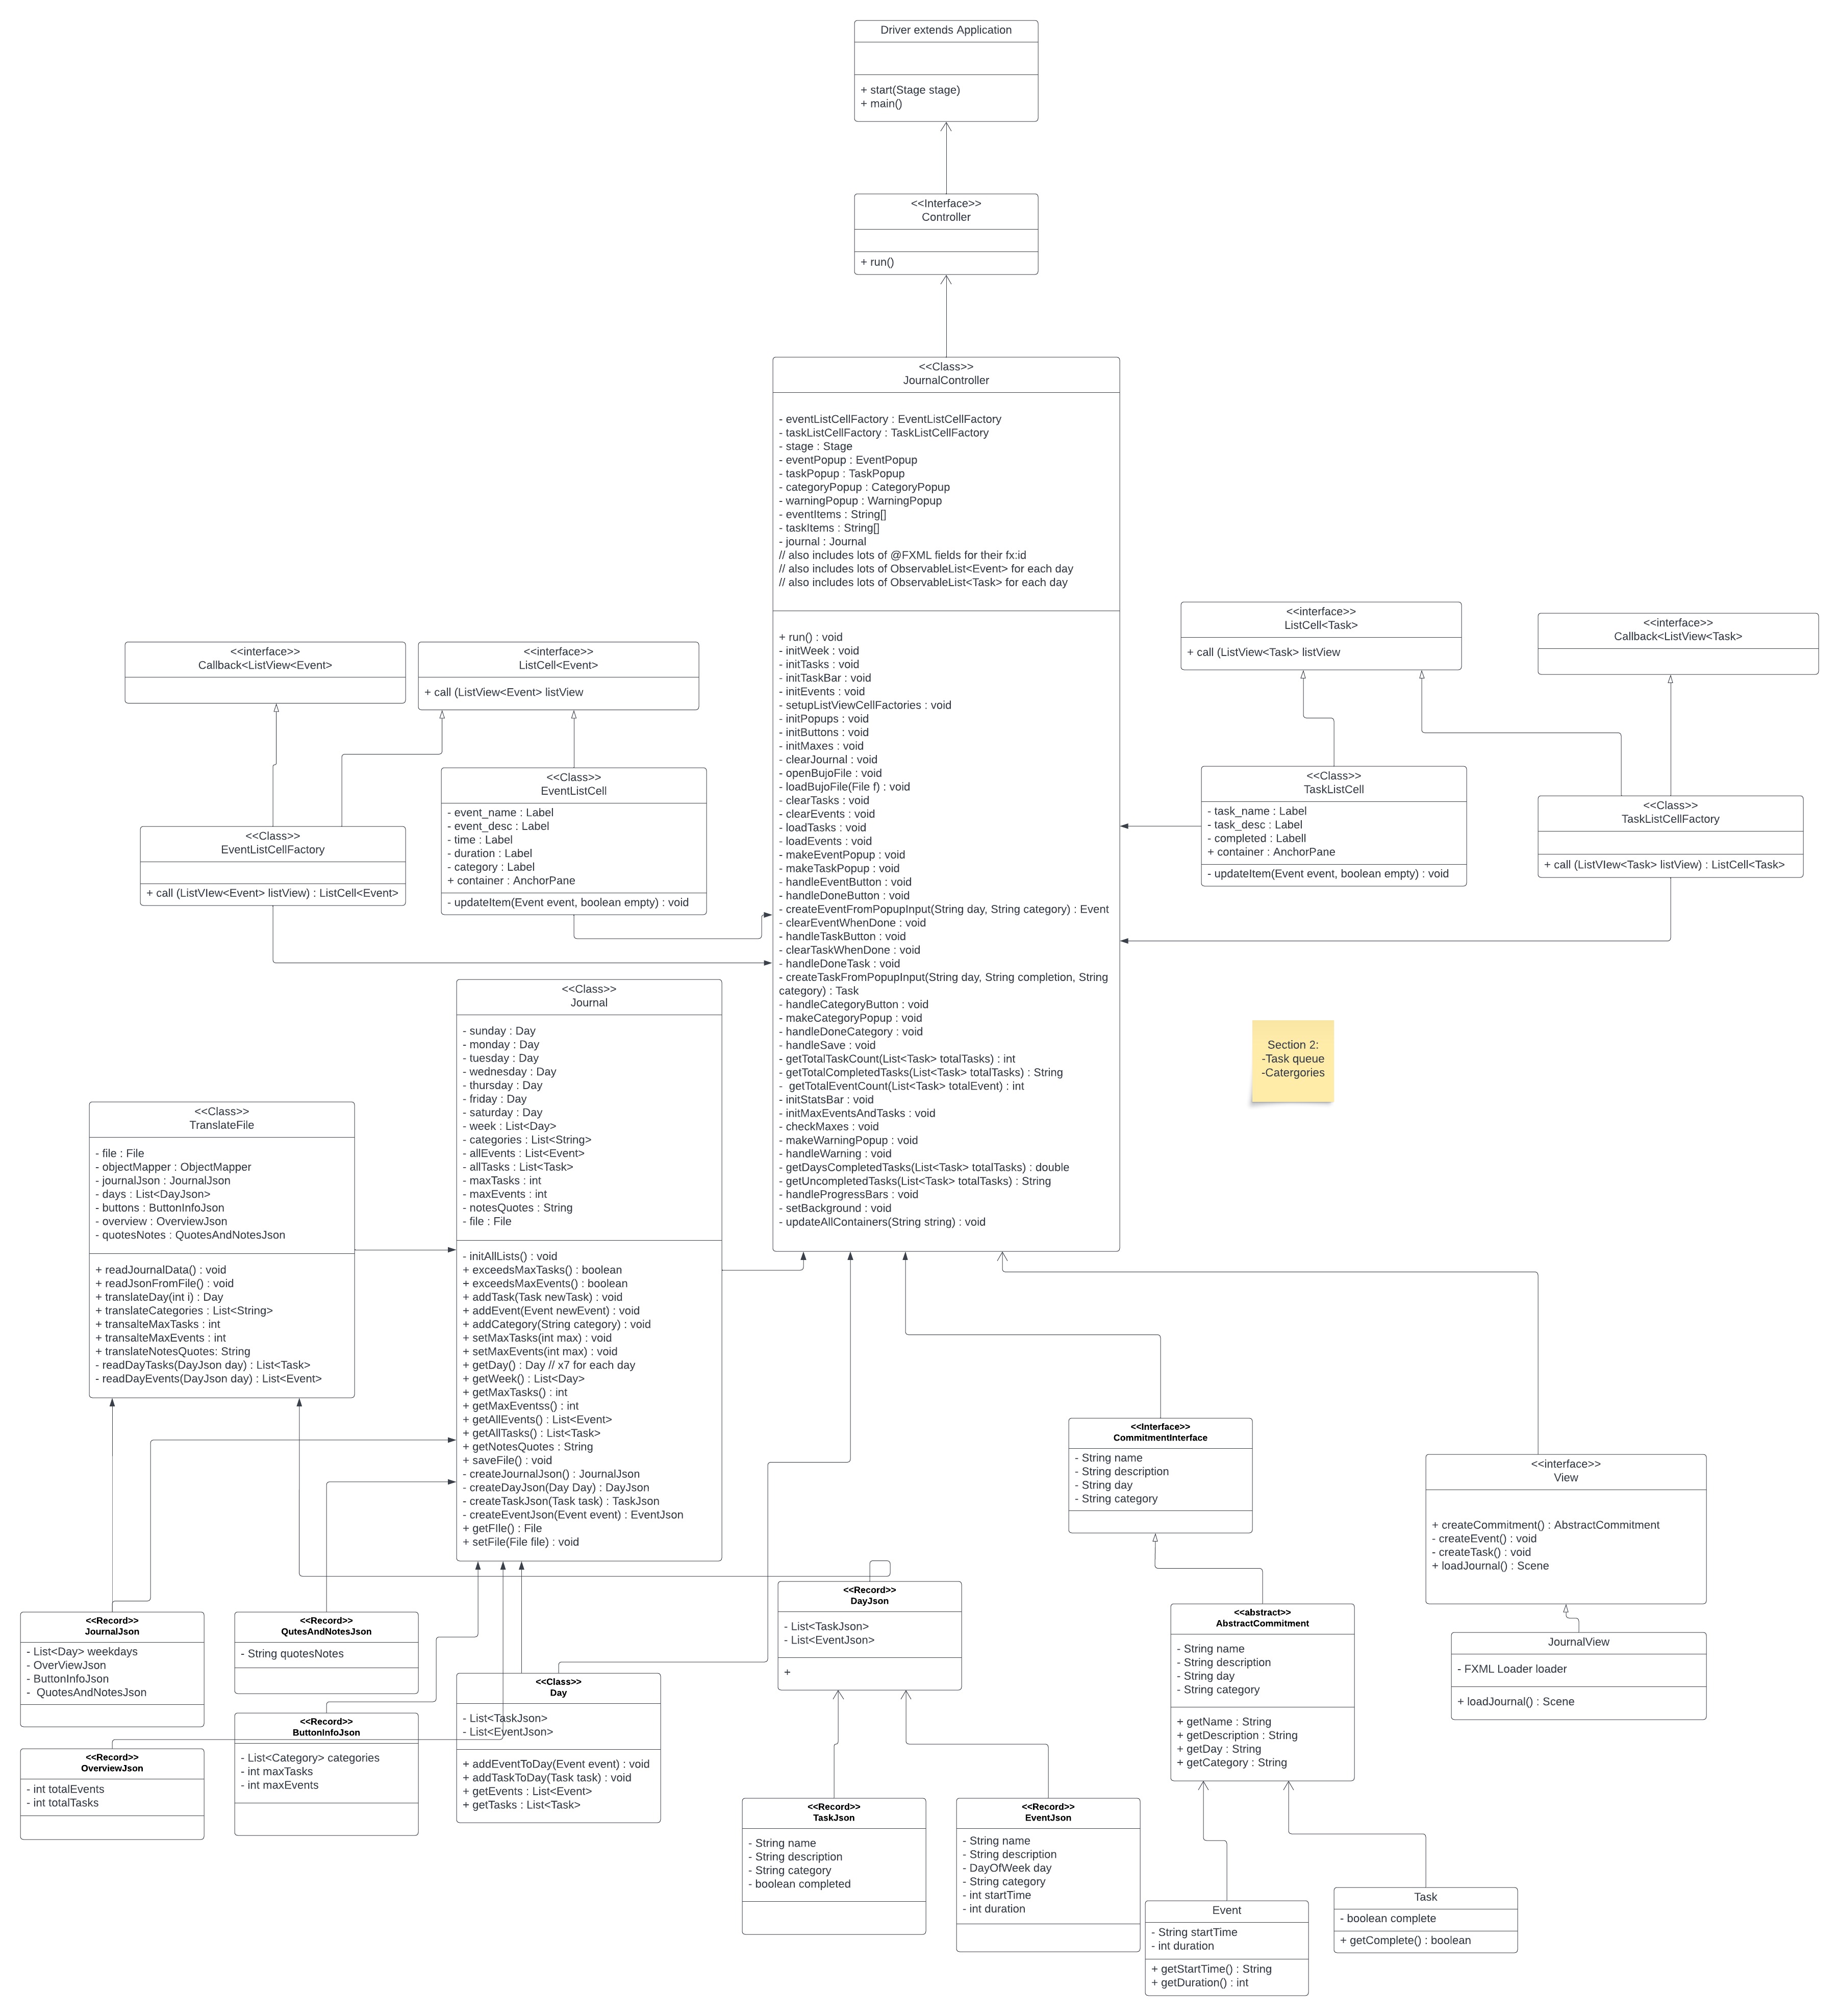 Driver extends Application
+ start(Stage stage)
+ main()
<<Interface>>
Controller
+ run()
<<Class>>
JournalController
- eventListCellFactory : EventListCellFactory
- taskListCellFactory : TaskListCellFactory
- stage : Stage
- eventPopup : EventPopup
- taskPopup : TaskPopup
- categoryPopup : CategoryPopup
- warningPopup : WarningPopup
- eventItems : String[]
- taskItems : String[]
- journal : Journal
// also includes lots of @FXML fields for their fx:id
// also includes lots of ObservableList<Event> for each day
// also includes lots of ObservableList<Task> for each day
+ run() : void
- initWeek : void
- initTasks : void
- initTaskBar : void
- initEvents : void
- setupListViewCellFactories : void
- initPopups : void
- initButtons : void
- initMaxes : void
- clearJournal : void
- openBujoFile : void
- loadBujoFile(File f) : void
- clearTasks : void
- clearEvents : void
- loadTasks : void
- loadEvents : void
- makeEventPopup : void
- makeTaskPopup : void
- handleEventButton : void
- handleDoneButton : void
- createEventFromPopupInput(String day, String category) : Event
- clearEventWhenDone : void
- handleTaskButton : void
- clearTaskWhenDone : void
- handleDoneTask : void
- createTaskFromPopupInput(String day, String completion, String
category) : Task
- handleCategoryButton : void
- makeCategoryPopup : void
- handleDoneCategory : void
- handleSave : void
- getTotalTaskCount(List<Task> totalTasks) : int
- getTotalCompletedTasks(List<Task> totalTasks) : String
-  getTotalEventCount(List<Task> totalEvent) : int
- initStatsBar : void
- initMaxEventsAndTasks : void
- checkMaxes : void
- makeWarningPopup : void
- handleWarning : void
- getDaysCompletedTasks(List<Task> totalTasks) : double
- getUncompletedTasks(List<Task> totalTasks) : String
- handleProgressBars : void
- setBackground : void
- updateAllContainers(String string) : void
<<interface>>
Callback<ListView<Event>
<<interface>>
ListCell<Event>
+ call (ListView<Event> listView
<<Class>>
EventListCell
- event_name : Label
- event_desc : Label
- time : Label
- duration : Label
- category : Label
+ container : AnchorPane
- updateItem(Event event, boolean empty) : void
<<Class>>
EventListCellFactory
+ call (ListVIew<Event> listView) : ListCell<Event>
<<interface>>
ListCell<Task>
+ call (ListView<Task> listView
<<interface>>
Callback<ListView<Task>
<<Class>>
TaskListCell
- task_name : Label
- task_desc : Label
- completed : Labell
+ container : AnchorPane
- updateItem(Event event, boolean empty) : void
<<Class>>
TaskListCellFactory
+ call (ListVIew<Task> listView) : ListCell<Task>
Section 2:
-Task queue
-Catergories
<<Class>>
Journal
- sunday : Day
- monday : Day
- tuesday : Day
- wednesday : Day
- thursday : Day
- friday : Day
- saturday : Day
- week : List<Day>
- categories : List<String>
- allEvents : List<Event>
- allTasks : List<Task>
- maxTasks : int
- maxEvents : int
- notesQuotes : String
- file : File
- initAllLists() : void
+ exceedsMaxTasks() : boolean
+ exceedsMaxEvents() : boolean
+ addTask(Task newTask) : void
+ addEvent(Event newEvent) : void
+ addCategory(String category) : void
+ setMaxTasks(int max) : void
+ setMaxEvents(int max) : void
+ getDay() : Day // x7 for each day
+ getWeek() : List<Day>
+ getMaxTasks() : int
+ getMaxEventss() : int
+ getAllEvents() : List<Event>
+ getAllTasks() : List<Task>
+ getNotesQuotes : String
+ saveFile() : void
- createJournalJson() : JournalJson
- createDayJson(Day Day) : DayJson
- createTaskJson(Task task) : TaskJson
- createEventJson(Event event) : EventJson
+ getFIle() : File
+ setFile(File file) : void
<<Class>>
TranslateFile
- file : File
- objectMapper : ObjectMapper
- journalJson : JournalJson
- days : List<DayJson>
- buttons : ButtonInfoJson
- overview : OverviewJson
- quotesNotes : QuotesAndNotesJson
+ readJournalData() : void
+ readJsonFromFile() : void
+ translateDay(int i) : Day
+ translateCategories : List<String>
+ transalteMaxTasks : int
+ transalteMaxEvents : int
+ translateNotesQuotes: String
- readDayTasks(DayJson day) : List<Task>
- readDayEvents(DayJson day) : List<Event>
<<Interface>>
CommitmentInterface
- String name
- String description
- String day
- String category
<<interface>>
View
+ createCommitment() : AbstractCommitment
- createEvent() : void
- createTask() : void
+ loadJournal() : Scene
<<Record>>
DayJson
- List<TaskJson>
- List<EventJson>
+
<<abstract>>
AbstractCommitment
- String name
- String description
- String day
- String category
+ getName : String
+ getDescription : String
+ getDay : String
+ getCategory : String
JournalView
- FXML Loader loader
+ loadJournal() : Scene
<<Record>>
JournalJson
- List<Day> weekdays
- OverViewJson
- ButtonInfoJson
-  QuotesAndNotesJson
<<Record>>
QutesAndNotesJson
- String quotesNotes
<<Class>>
Day
- List<TaskJson>
- List<EventJson>
+ addEventToDay(Event event) : void
+ addTaskToDay(Task task) : void
+ getEvents : List<Event>
+ getTasks : List<Task>
<<Record>>
ButtonInfoJson
- List<Category> categories
- int maxTasks
- int maxEvents
<<Record>>
OverviewJson
- int totalEvents
- int totalTasks
<<Record>>
TaskJson
- String name
- String description
- String category
- boolean completed
<<Record>>
EventJson
- String name
- String description
- DayOfWeek day
- String category
- int startTime
- int duration
Event
- String startTime
- int duration
+ getStartTime() : String
+ getDuration() : int
Task
- boolean complete
+ getComplete() : boolean